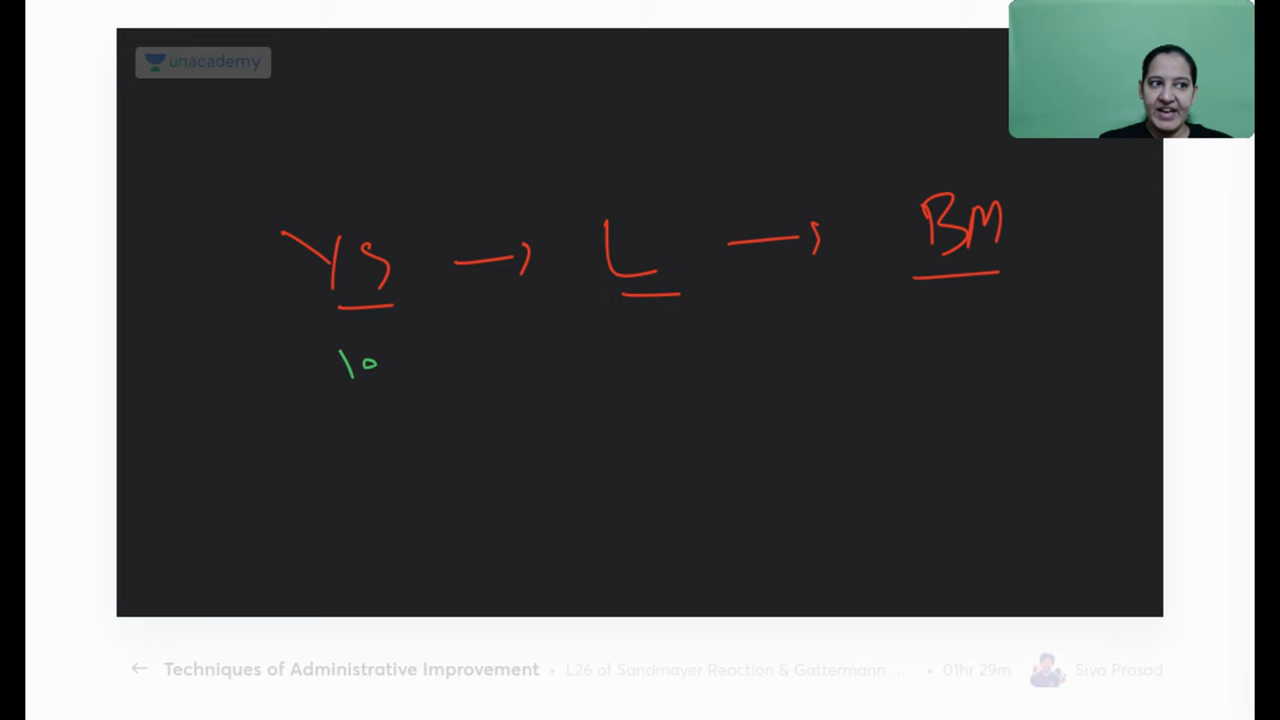 unacademy
YS → L → BM
10
← Techniques of Administrative Improvement • L26 of Sandmayer Reaction & Gattermann ... • 01hr 29m Siva Prasad